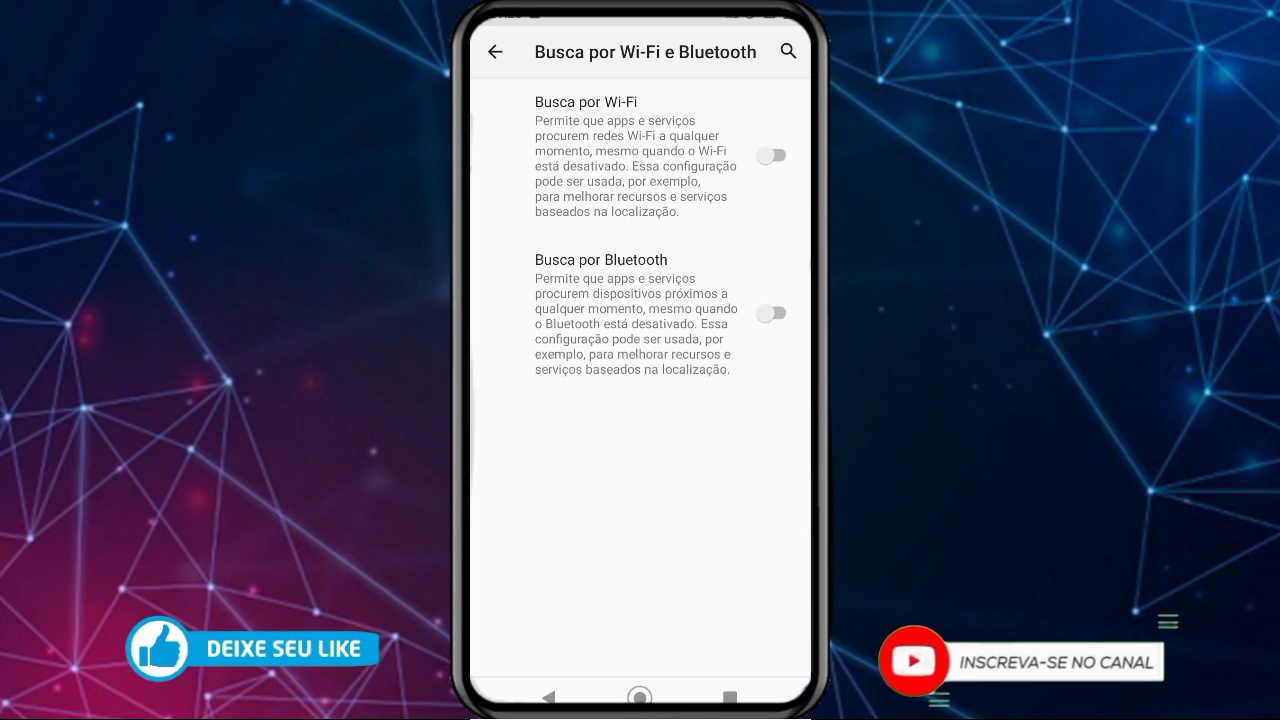 Busca por Wi-Fi e Bluetooth
Busca por Wi-Fi
Permite que apps e serviços
procurem redes Wi-Fi a qualquer
momento, mesmo quando o Wi-Fi
está desativado. Essa configuração
pode ser usada, por exemplo,
para melhorar recursos e serviços
baseados na localização.
Busca por Bluetooth
Permite que apps e serviços
procurem dispositivos próximos a
qualquer momento, mesmo quando
o Bluetooth está desativado. Essa
configuração pode ser usada, por
exemplo, para melhorar recursos e
serviços baseados na localização.
DEIXE SEU LIKE
INSCREVA-SE NO CANAL